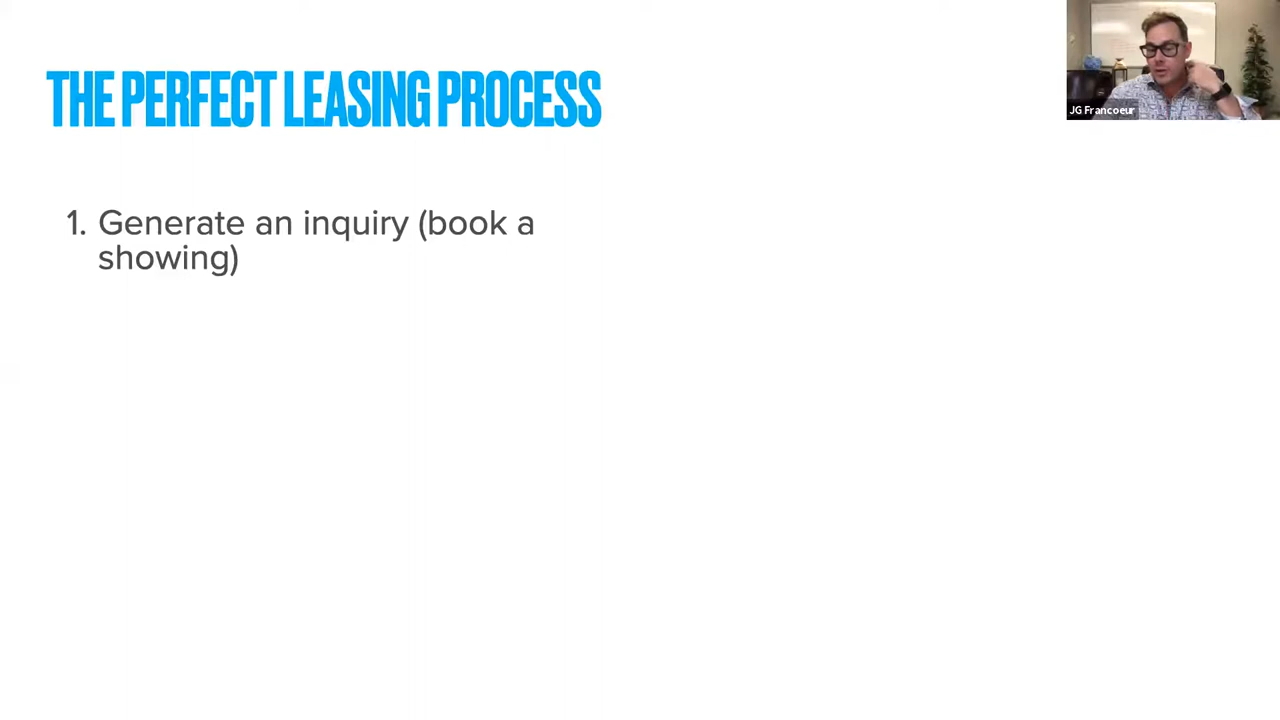 THE PERFECT LEASING PROCESS
JG Francoeur
1. Generate an inquiry (book a
showing)